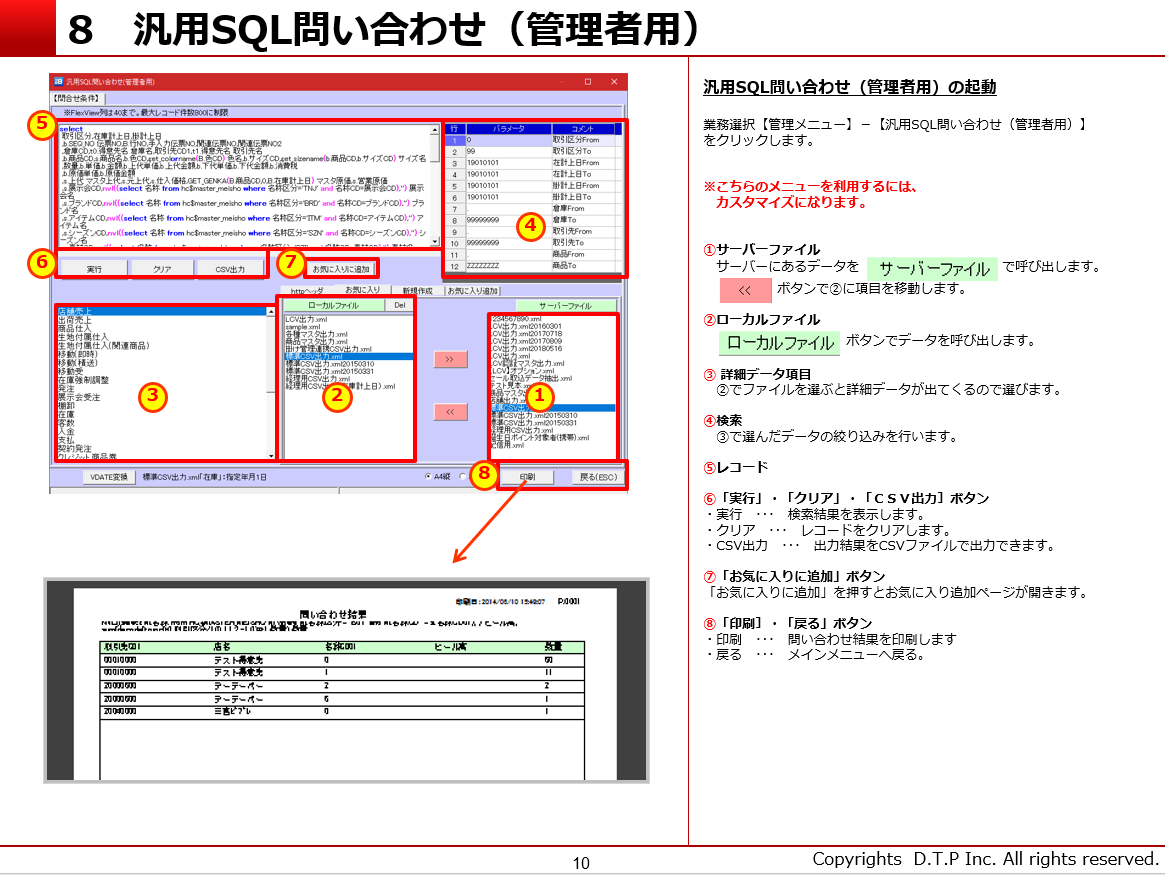 8　汎用SQL問い合わせ（管理者用）
汎用SQL問い合わせ(管理者用)
【問合せ条件】
※FlexView列は40まで。最大レコード件数800に制限
select
取引区分,在庫計上日,掛計上日
,b.SEQ_NO 伝票NO,B.行NO,手入力伝票NO,関連伝票NO,関連伝票NO2
,倉庫CD,t0.得意先名 倉庫名,取引先CD1,t1.得意先名 取引先名
,b.商品CD,s.商品名,b.色CD,get_colorname(B.色CD) 色名,b.サイズCD,get_sizename(b.商品CD,b.サイズCD) サイズ名
,数量,b.単価,b.金額,b.上代単価,b.上代金額,b.下代単価,b.下代金額,b.消費税
,b.原価単価,b.原価金額
,s.上代 マスタ上代,s.元上代,s.仕入価格,GET_GENKA(B.商品CD,0,B.在庫計上日) マスタ原価,s.営業原価
,s.展示会CD,nvl((select 名称 from hc$master_meisho where 名称区分='TNJ' and 名称CD=展示会CD),'') 展示
会名
,s.ブランドCD,nvl((select 名称 from hc$master_meisho where 名称区分='BRD' and 名称CD=ブランドCD),'') ブラ
ンド名
,s.アイテムCD,nvl((select 名称 from hc$master_meisho where 名称区分='ITM' and 名称CD=アイテムCD),'') ア
イテム名
,s.シーズンCD,nvl((select 名称 from hc$master_meisho where 名称区分='SZN' and 名称CD=シーズンCD),'') シ
ーズン名
行 パラメータ コメント
1 0 取引区分From
2 99 取引区分To
3 19010101 在計上日From
4 19010101 在計上日To
5 19010101 掛計上日From
6 19010101 掛計上日To
7 . 倉庫From
8 99999999 倉庫To
9 . 取引先From
10 99999999 取引先To
11 . 商品From
12 ZZZZZZZZ 商品To
5
4
6
7
実行 クリア CSV出力 お気に入りに追加
httpヘッダ お気に入り 新規作成 お気に入り追加
ローカルファイル Del サーバーファイル
店舗売上
出荷売上
商品仕入
生地付属仕入
生地付属仕入(関連商品)
移動(即時)
移動(積送)
移動受
在庫強制調整
発注
展示会受注
棚卸
在庫
客数
入金
支払
契約発注
クレジット商品券
3
LCV出力.xml
sample.xml
各種マスタ出力.xml
商品マスタ出力.xml
掛け管理連携CSV出力.xml
標準CSV出力.xml
標準CSV出力.xml20150310
標準CSV出力.xml20150331
経理用CSV出力.xml
2
>>
<<
1234567890.xml
LCV出力.xml20160301
LCV出力.xml20170718
LCV出力.xml20170809
LCV出力.xml20180516
LCV出力.xml
標準CSV出力.xml20150310
標準CSV出力.xml20150331
経理用CSV出力.xml
誕生日ポイント対象者(携帯).xml
1
8
VDATE変換 標準CSV出力.xml「在庫」:指定年月1日 A4縦 印刷 戻る(ESC)
印刷日:2014/06/10 13:48:07 P.0001
問い合わせ結果
取引先CD1 店名 名称CD1 ヒール高 数量
00010000 テスト得意先 0 60
00010000 テスト得意先 1 11
20000600 テーテーパー 2 2
20000600 テーテーパー 6 1
汎用SQL問い合わせ（管理者用）の起動
業務選択【管理メニュー】－【汎用SQL問い合わせ（管理者用）】
をクリックします。
※こちらのメニューを利用するには、
カスタマイズになります。
①サーバーファイル
サーバーにあるデータを サーバーファイル で呼び出します。
<< ボタンで②に項目を移動します。
②ローカルファイル
ローカルファイル ボタンでデータを呼び出します。
③ 詳細データ項目
②でファイルを選ぶと詳細データが出てくるので選びます。
④検索
③で選んだデータの絞り込みを行います。
⑤レコード
⑥「実行」・「クリア」・「ＣＳＶ出力］ボタン
・実行　･･･　検索結果を表示します。
・クリア　･･･　レコードをクリアします。
・CSV出力　･･･　出力結果をCSVファイルで出力できます。
⑦「お気に入りに追加」ボタン
「お気に入りに追加」を押すとお気に入り追加ページが開きます。
⑧「印刷］・「戻る」ボタン
・印刷　･･･　問い合わせ結果を印刷します
・戻る　･･･　メインメニューへ戻る。
10
Copyrights D.T.P Inc. All rights reserved.